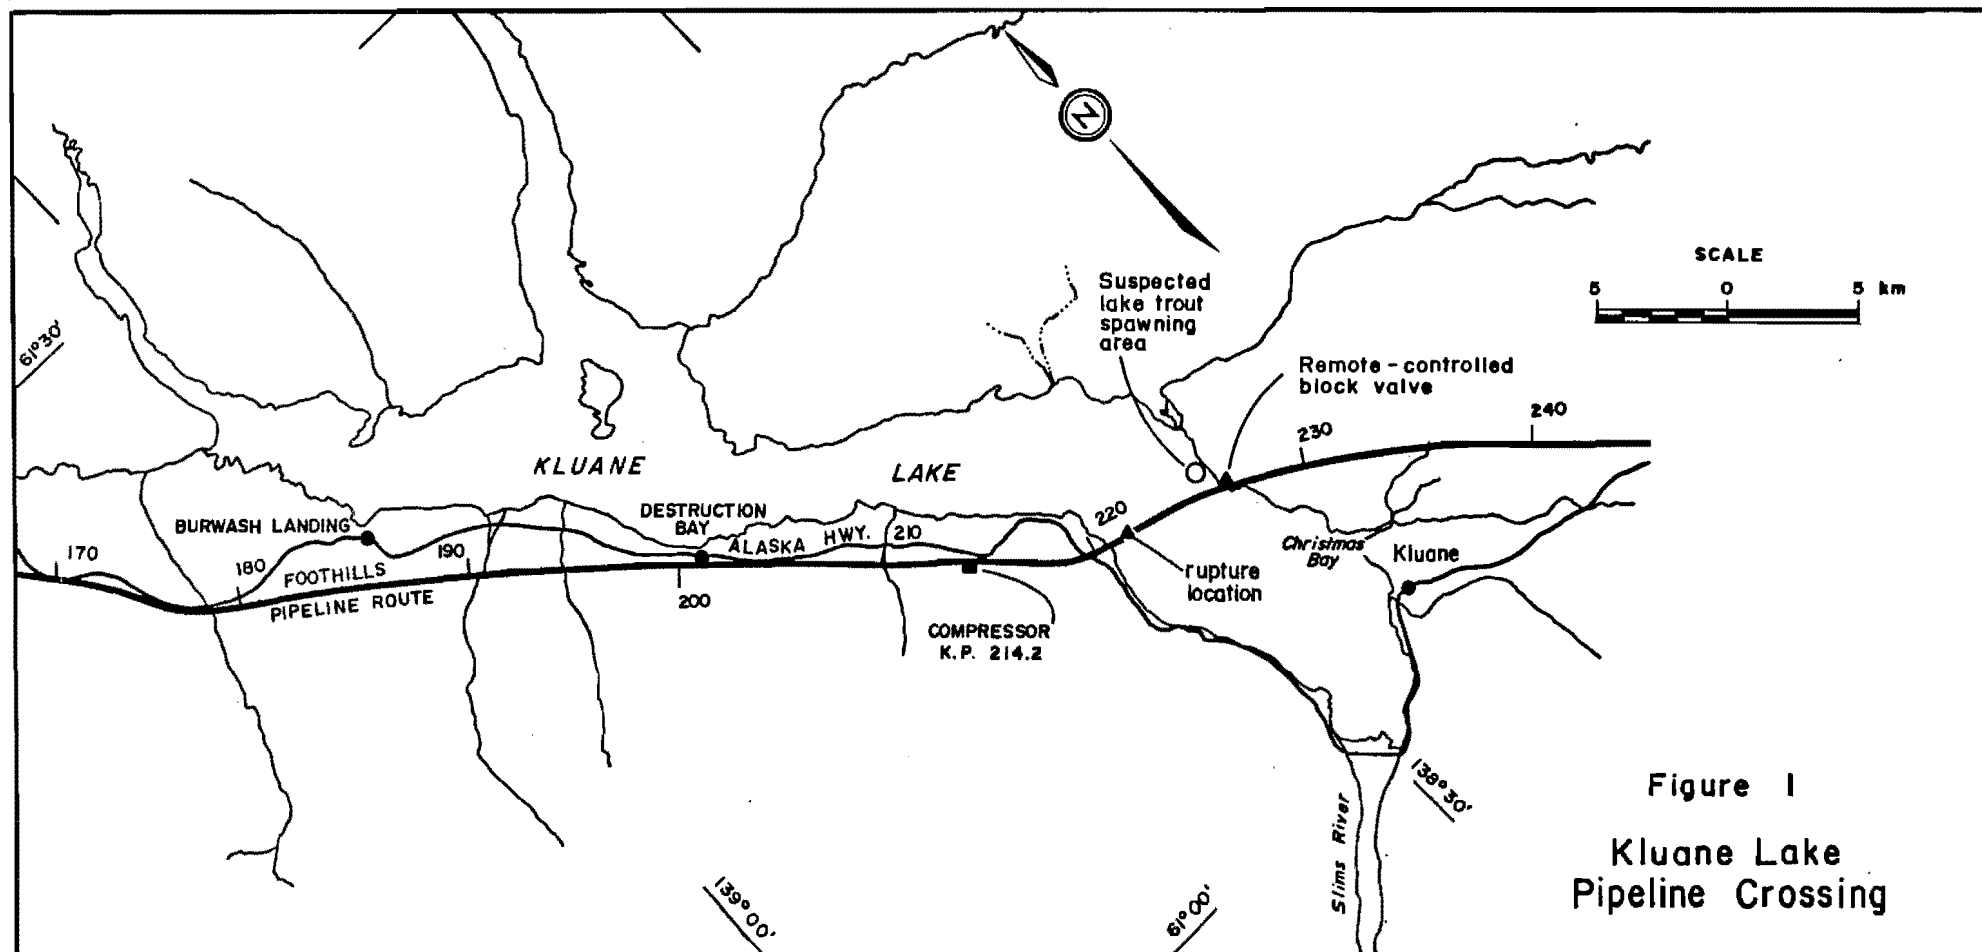 N
Suspected
lake trout
spawning
area
SCALE
5 0 5 km
Remote-controlled
block valve
61°30'
240
230
KLUANE LAKE
BURWASH LANDING
DESTRUCTION
BAY
ALASKA HWY.
210
220
170
180
190
200
FOOTHILLS
PIPELINE ROUTE
Christmas
Bay
Kluane
rupture
location
COMPRESSOR
K.P. 214.2
Slims River
138°30'
139°00'
61°00'
Figure 1
Kluane Lake
Pipeline Crossing